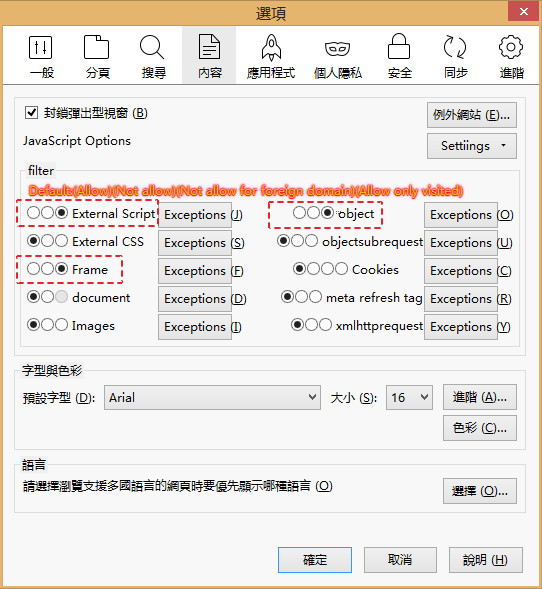 選項
一般 分頁 搜尋 內容 應用程式 個人隱私 安全 同步 進階
封鎖彈出型視窗 (B) 例外網站 (E)...
JavaScript Options Settiings
filter
Default(Allow)(Not allow)(Not allow for foreign domain)(Allow only visited)
External Script Exceptions (J) object Exceptions (O)
External CSS Exceptions (S) objectsubrequest Exceptions (U)
Frame Exceptions (F) Cookies Exceptions (C)
document Exceptions (D) meta refresh tag Exceptions (R)
Images Exceptions (I) xmlhttprequest Exceptions (Y)
字型與色彩
預設字型 (D): Arial 大小 (S): 16 進階 (A)...
色彩 (C)...
語言
請選擇瀏覽支援多國語言的網頁時要優先顯示哪種語言 (O) 選擇 (O)...
確定 取消 說明 (H)